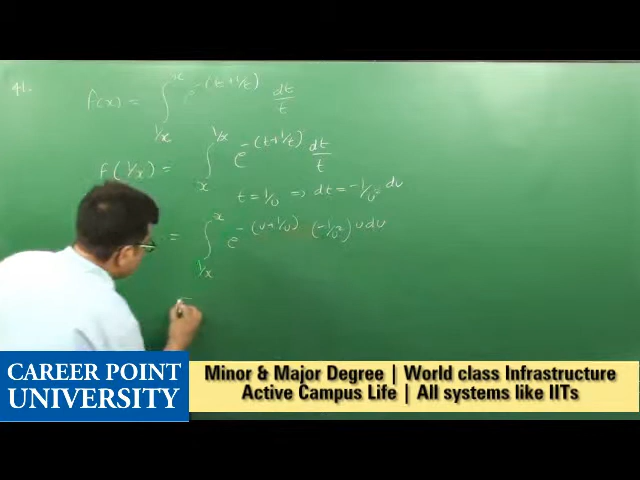 41.
f(x) = ∫_{1/x}^{x} e^{-(t+1/t)} dt/t
F(1/x) = ∫_{x}^{1/x} e^{-(t+1/t)} dt/t
t = 1/u ⇒ dt = -1/u² du
= ∫_{1/x}^{x} e^{-(u+1/u)} (-1/u²) u du
CAREER POINT
UNIVERSITY
Minor & Major Degree | World class Infrastructure
Active Campus Life | All systems like IITs